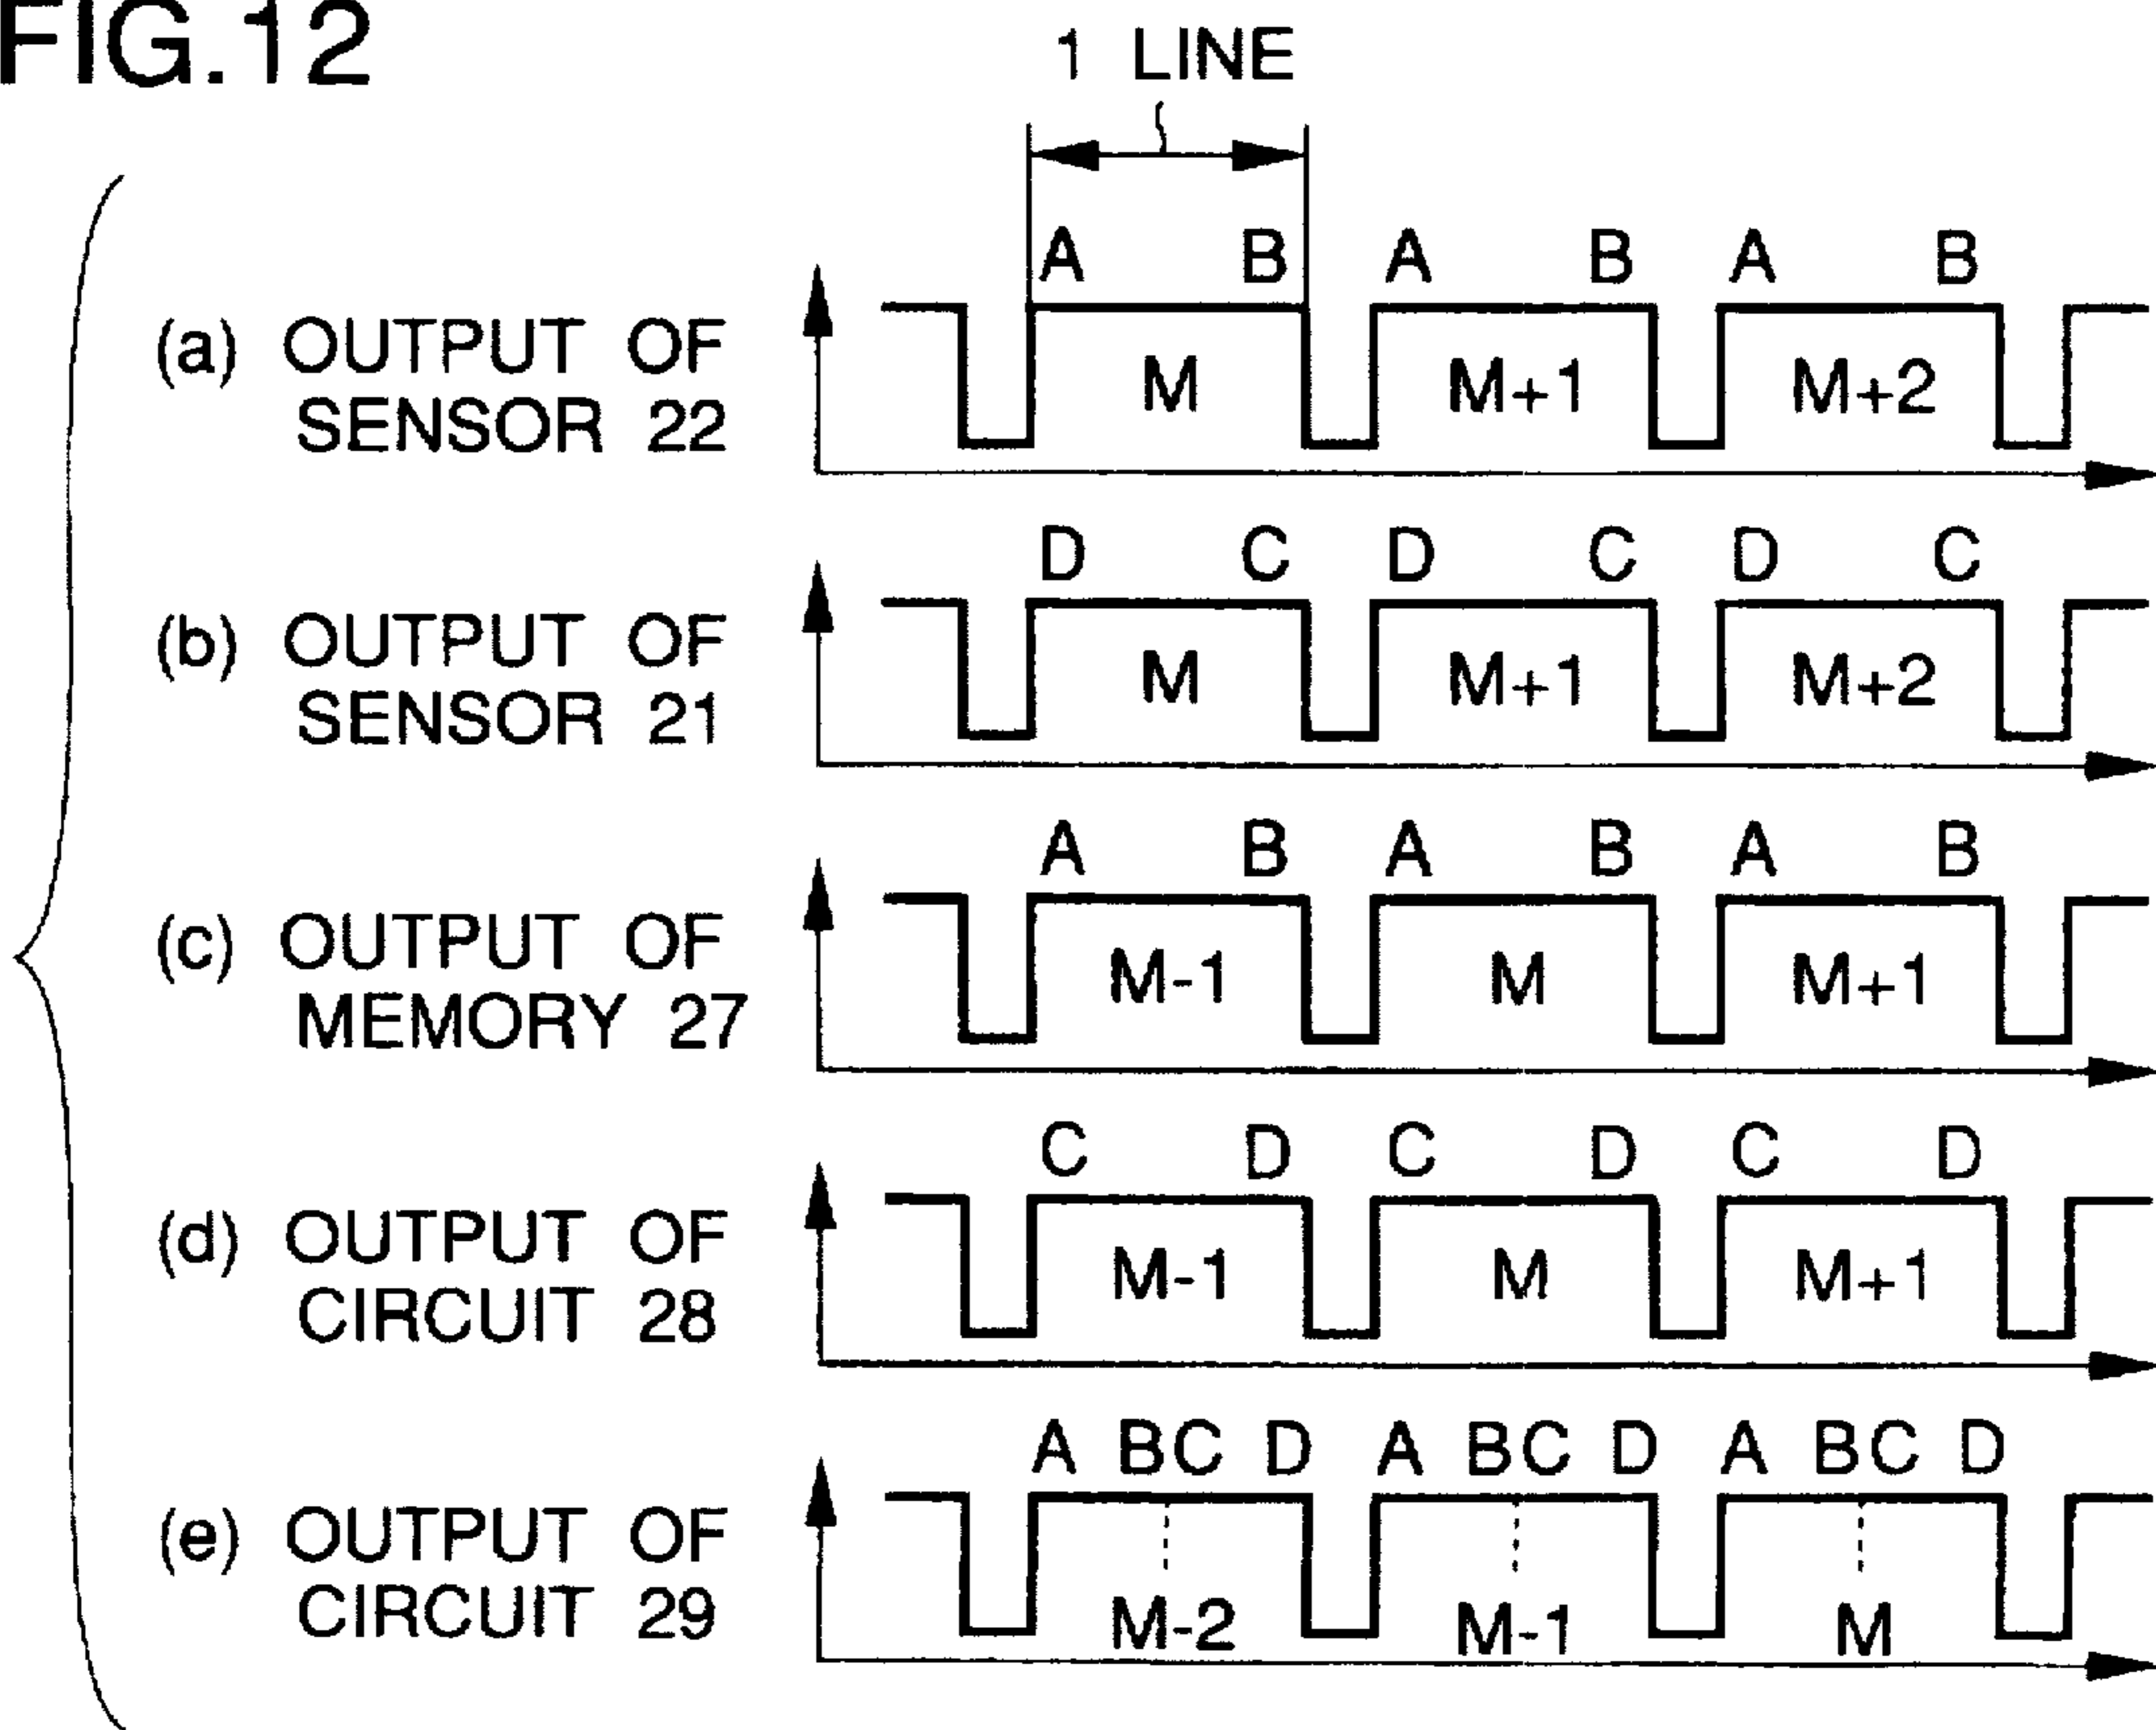 FIG.12
1 LINE
A B A B A B
(a) OUTPUT OF
SENSOR 22
M M+1 M+2
D C D C D C
(b) OUTPUT OF
SENSOR 21
M M+1 M+2
A B A B A B
(c) OUTPUT OF
MEMORY 27
M-1 M M+1
C D C D C D
(d) OUTPUT OF
CIRCUIT 28
M-1 M M+1
A BC D A BC D A BC D
(e) OUTPUT OF
CIRCUIT 29
M-2 M-1 M